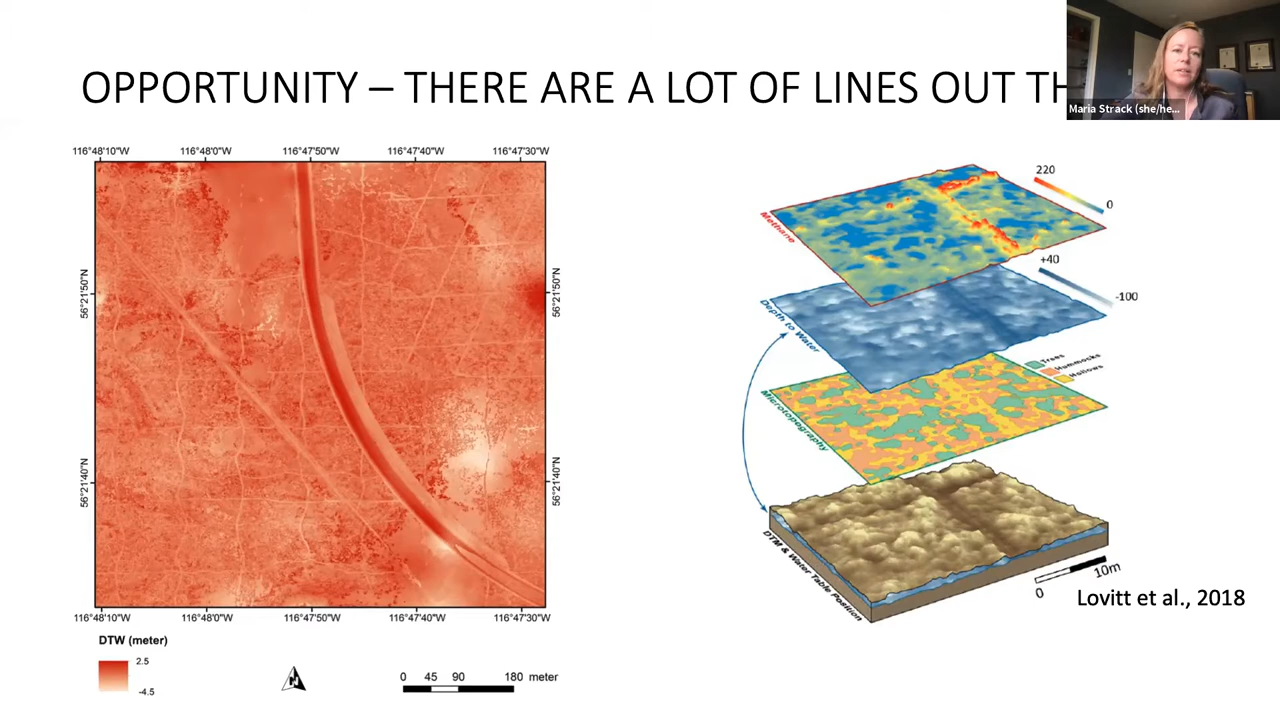 OPPORTUNITY – THERE ARE A LOT OF LINES OUT TH
Maria Strack (she/he...
116°48'10"W 116°48'0"W 116°47'50"W 116°47'40"W 116°47'30"W
56°21'50"N
56°21'50"N
56°21'40"N
56°21'40"N
116°48'10"W 116°48'0"W 116°47'50"W 116°47'40"W 116°47'30"W
DTW (meter)
2.5
-4.5
0 45 90 180 meter
220
0
Methane
+40
-100
Depth to Water
Trees
Hummocks
Hollows
Microtopography
DTM & Water Table Position
0 10m
Lovitt et al., 2018